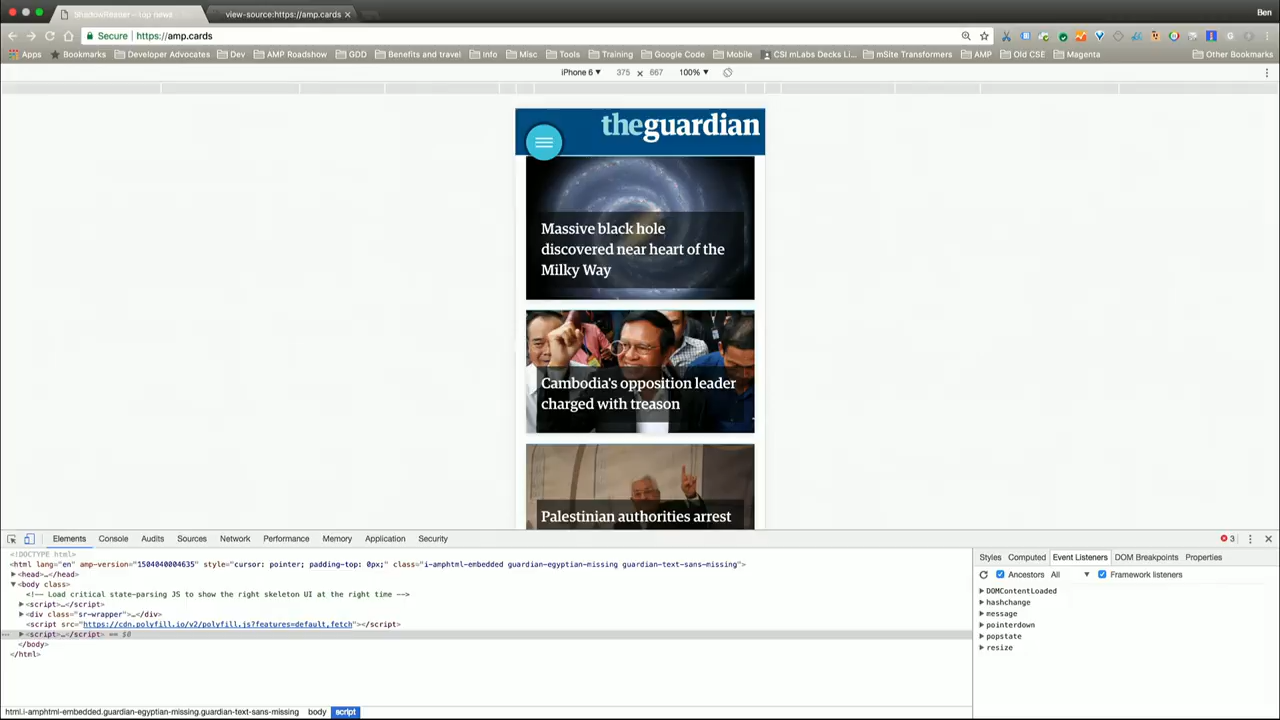 ShadowReader – Top news
view-source:https://amp.cards
Ben
Secure
https://amp.cards
Apps
Bookmarks
Developer Advocates
Dev
AMP Roadshow
GDD
Benefits and travel
Info
Misc
Tools
Training
Google Code
Mobile
CSI mLabs Decks Li...
mSite Transformers
AMP
Old CSE
Magenta
Other Bookmarks
iPhone 6 ▼ 375 × 667 100% ▼
theguardian
Massive black hole
discovered near heart of the
Milky Way
Cambodia's opposition leader
charged with treason
Palestinian authorities arrest
Elements Console Audits Sources Network Performance Memory Application Security
3
<!DOCTYPE html>
<html lang="en" amp-version="1504040004635" style="cursor: pointer; padding-top: 0px;" class="i-amphtml-embedded guardian-egyptian-missing guardian-text-sans-missing">
<head>…</head>
<body class>
<!-- Load critical state-parsing JS to show the right skeleton UI at the right time -->
<script>…</script>
<div class="sr-wrapper">…</div>
<script src="https://cdn.polyfill.io/v2/polyfill.js?features=default,fetch"></script>
<script>…</script> == $0
</body>
</html>
html.i-amphtml-embedded.guardian-egyptian-missing.guardian-text-sans-missing body script
Styles Computed Event Listeners DOM Breakpoints Properties
Ancestors All ▼ Framework listeners
DOMContentLoaded
hashchange
message
pointerdown
popstate
resize